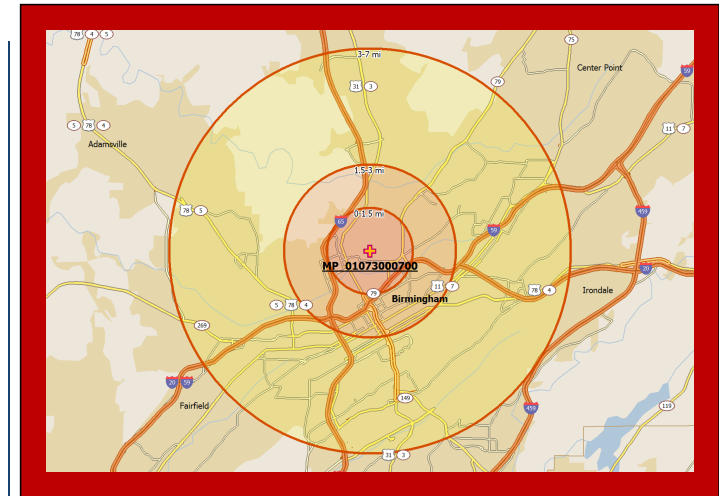 78 4 5
3-7 mi
75
Center Point
59
79
31 3
5 78 4
11 7
Adamsville
1.5-3 mi
78 5
0-1.5 mi
65
459
59
MP_01073000700
20
79
11 7
78 4
Irondale
Birmingham
5 78 4
269
20 59
149
Fairfield
459
119
31 3